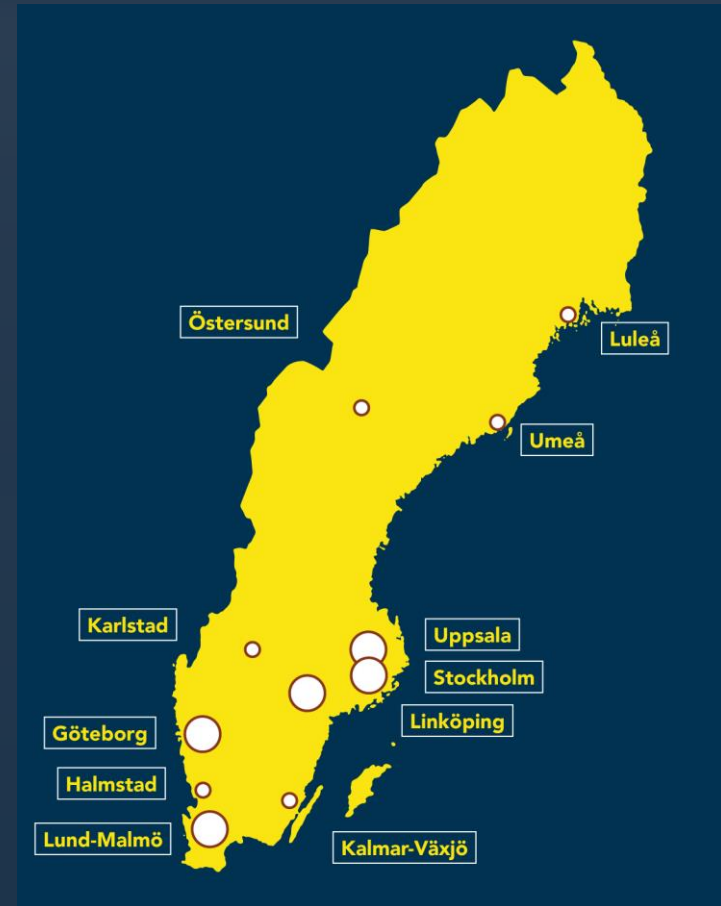 Östersund
Luleå
Umeå
Karlstad
Uppsala
Stockholm
Linköping
Göteborg
Halmstad
Lund-Malmö
Kalmar-Växjö